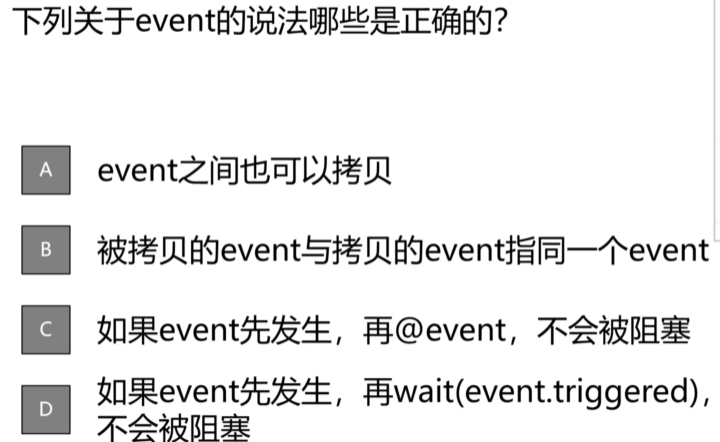 下列关于event的说法哪些是正确的？
A event之间也可以拷贝
B 被拷贝的event与拷贝的event指同一个event
C 如果event先发生，再@event，不会被阻塞
D 如果event先发生，再wait(event.triggered)，
不会被阻塞